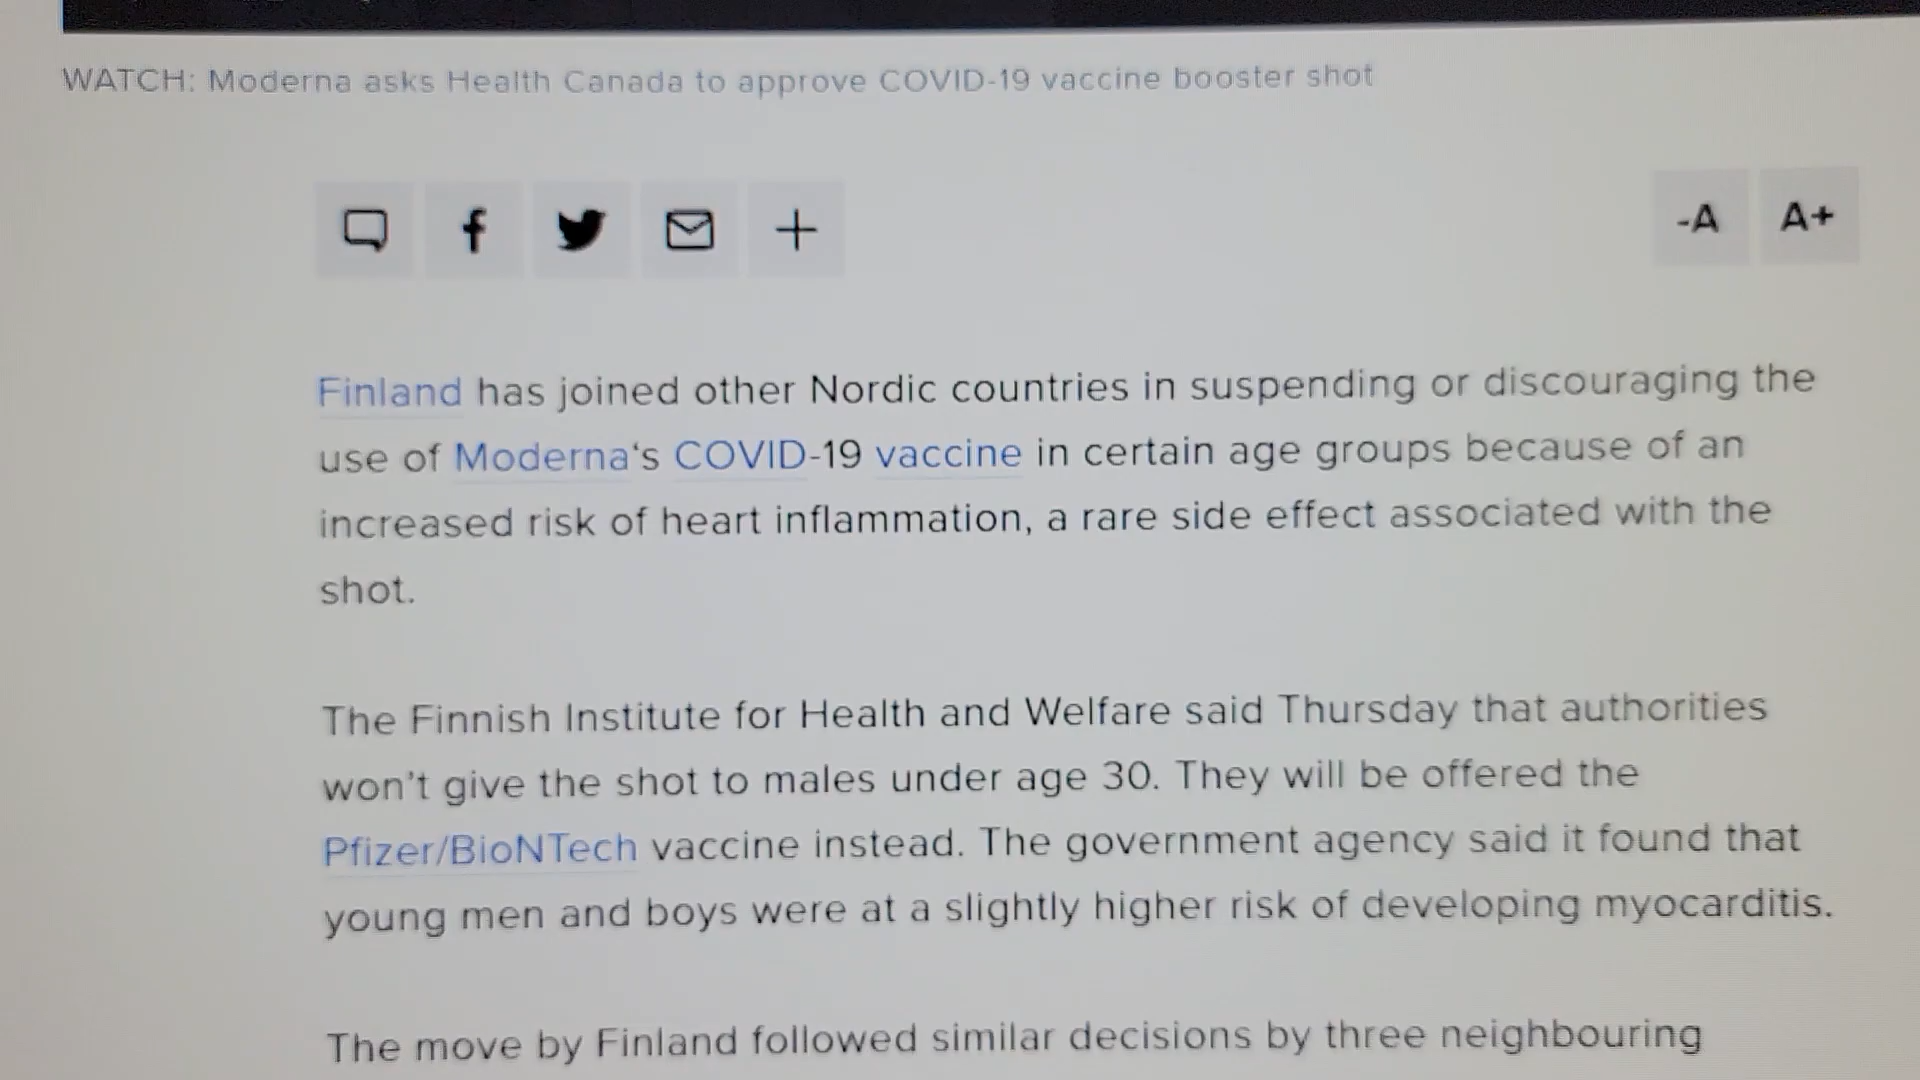 WATCH: Moderna asks Health Canada to approve COVID-19 vaccine booster shot
-A A+
Finland has joined other Nordic countries in suspending or discouraging the
use of Moderna's COVID-19 vaccine in certain age groups because of an
increased risk of heart inflammation, a rare side effect associated with the
shot.
The Finnish Institute for Health and Welfare said Thursday that authorities
won't give the shot to males under age 30. They will be offered the
Pfizer/BioNTech vaccine instead. The government agency said it found that
young men and boys were at a slightly higher risk of developing myocarditis.
The move by Finland followed similar decisions by three neighbouring